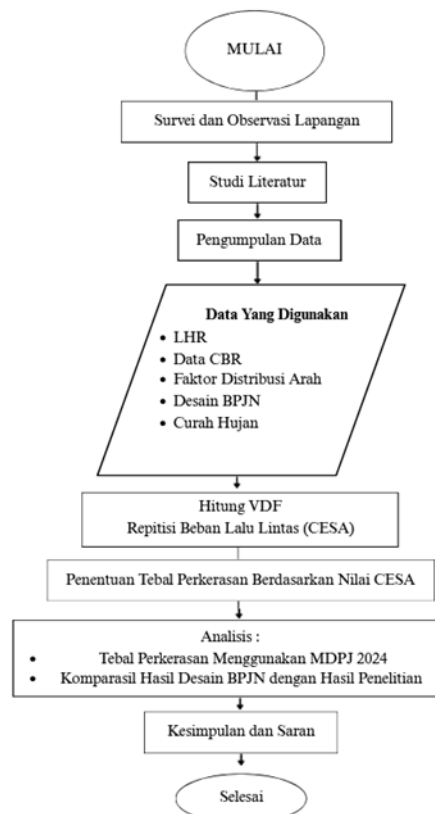 MULAI
Survei dan Observasi Lapangan
Studi Literatur
Pengumpulan Data
Data Yang Digunakan
• LHR
• Data CBR
• Faktor Distribusi Arah
• Desain BPJN
• Curah Hujan
Hitung VDF
Repitisi Beban Lalu Lintas (CESA)
Penentuan Tebal Perkerasan Berdasarkan Nilai CESA
Analisis :
• Tebal Perkerasan Menggunakan MDPJ 2024
• Komparasil Hasil Desain BPJN dengan Hasil Penelitian
Kesimpulan dan Saran
Selesai